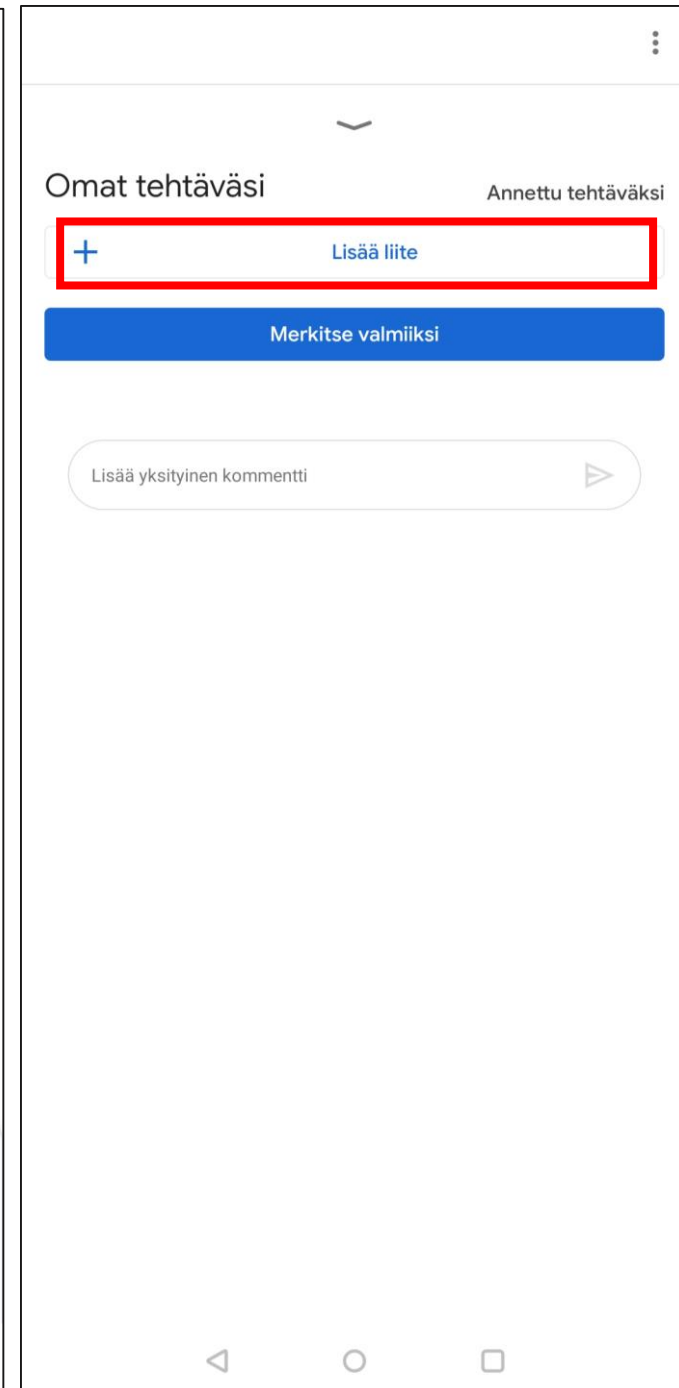 Omat tehtäväsi
Annettu tehtäväksi
Lisää liite
Merkitse valmiiksi
Lisää yksityinen kommentti